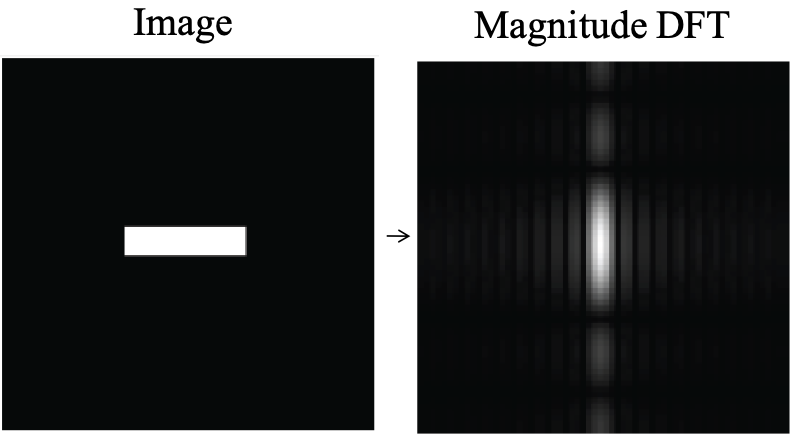 Image
Magnitude DFT
→